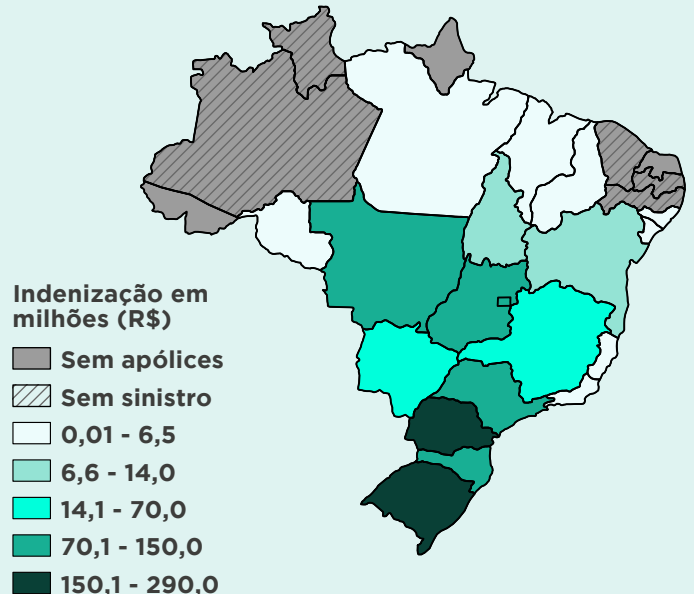 Indenização em
milhões (R$)
Sem apólices
Sem sinistro
0,01 - 6,5
6,6 - 14,0
14,1 - 70,0
70,1 - 150,0
150,1 - 290,0